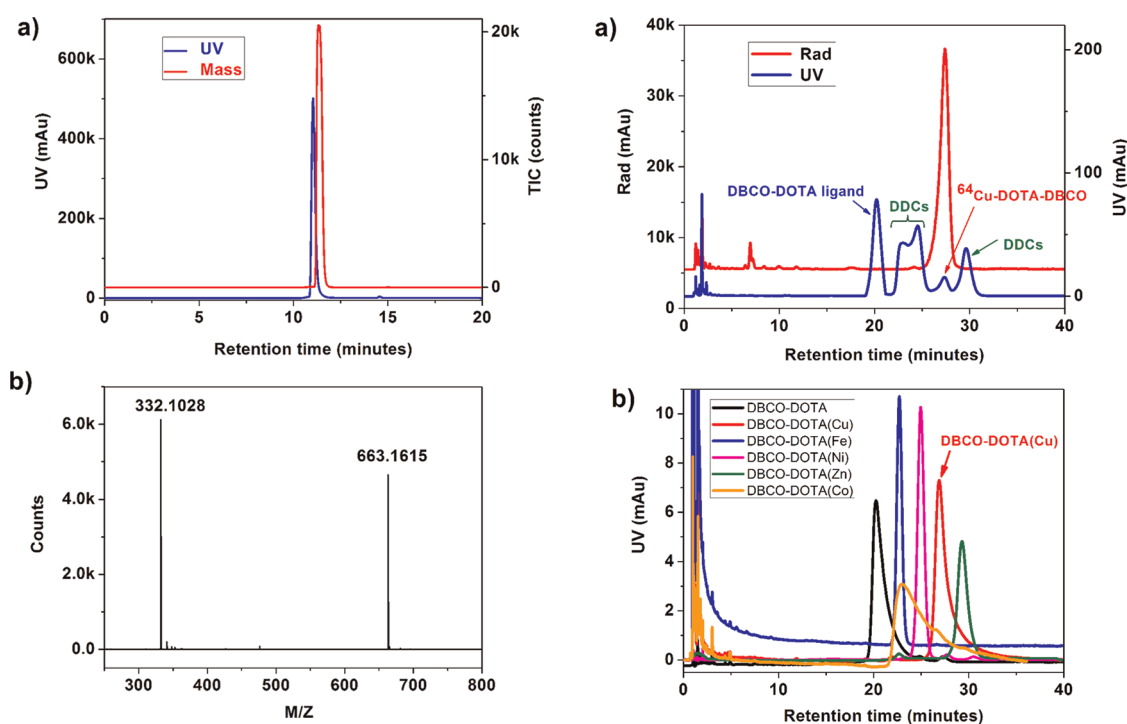 a)
UV
Mass
600k
400k
200k
0
UV (mAu)
20k
10k
0
TIC (counts)
0 5 10 15 20
Retention time (minutes)
b)
332.1028
663.1615
6.0k
4.0k
2.0k
0.0
Counts
300 400 500 600 700 800
M/Z
a)
Rad
UV
40k
30k
20k
10k
0
Rad (mAu)
200
100
0
UV (mAu)
DBCO-DOTA ligand
DDCs
64Cu-DOTA-DBCO
DDCs
0 10 20 30 40
Retention time (minutes)
b)
DBCO-DOTA
DBCO-DOTA(Cu)
DBCO-DOTA(Fe)
DBCO-DOTA(Ni)
DBCO-DOTA(Zn)
DBCO-DOTA(Co)
DBCO-DOTA(Cu)
10
8
6
4
2
0
UV (mAu)
0 10 20 30 40
Retention time (minutes)